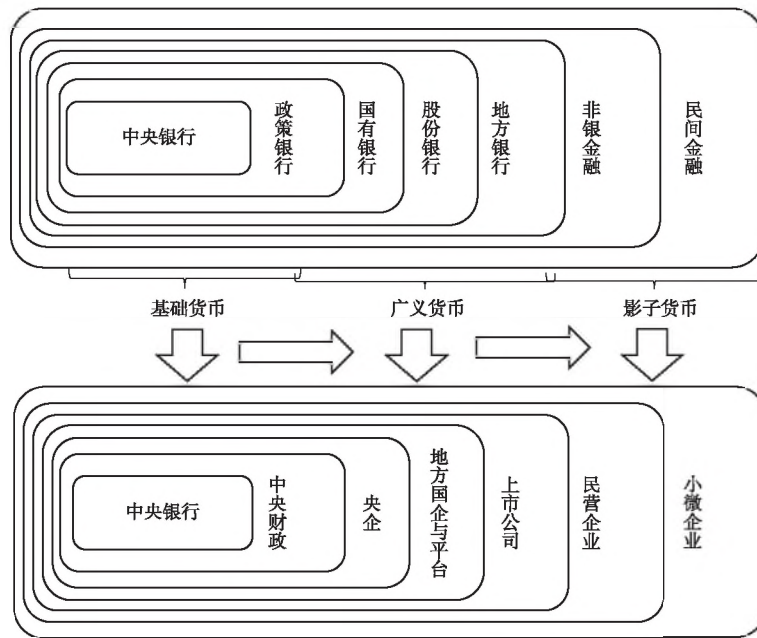 中央银行
政策银行
国有银行
股份银行
地方银行
非银金融
民间金融
基础货币
广义货币
影子货币
中央银行
中央财政
央企
地方国企与平台
上市公司
民营企业
小微企业